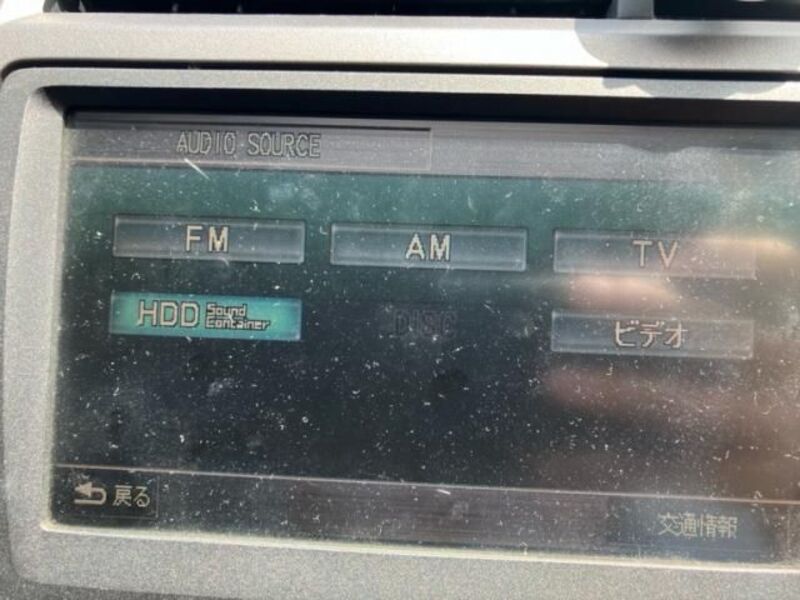 AUDIO SOURCE
FM AM TV
HDD Sound Container DISC ビデオ
戻る 交通情報